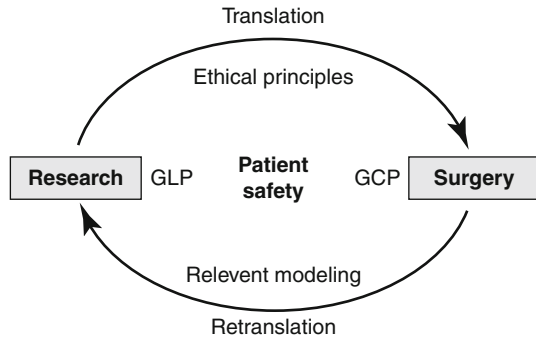 Translation
Ethical principles
Research GLP Patient safety GCP Surgery
Relevent modeling
Retranslation